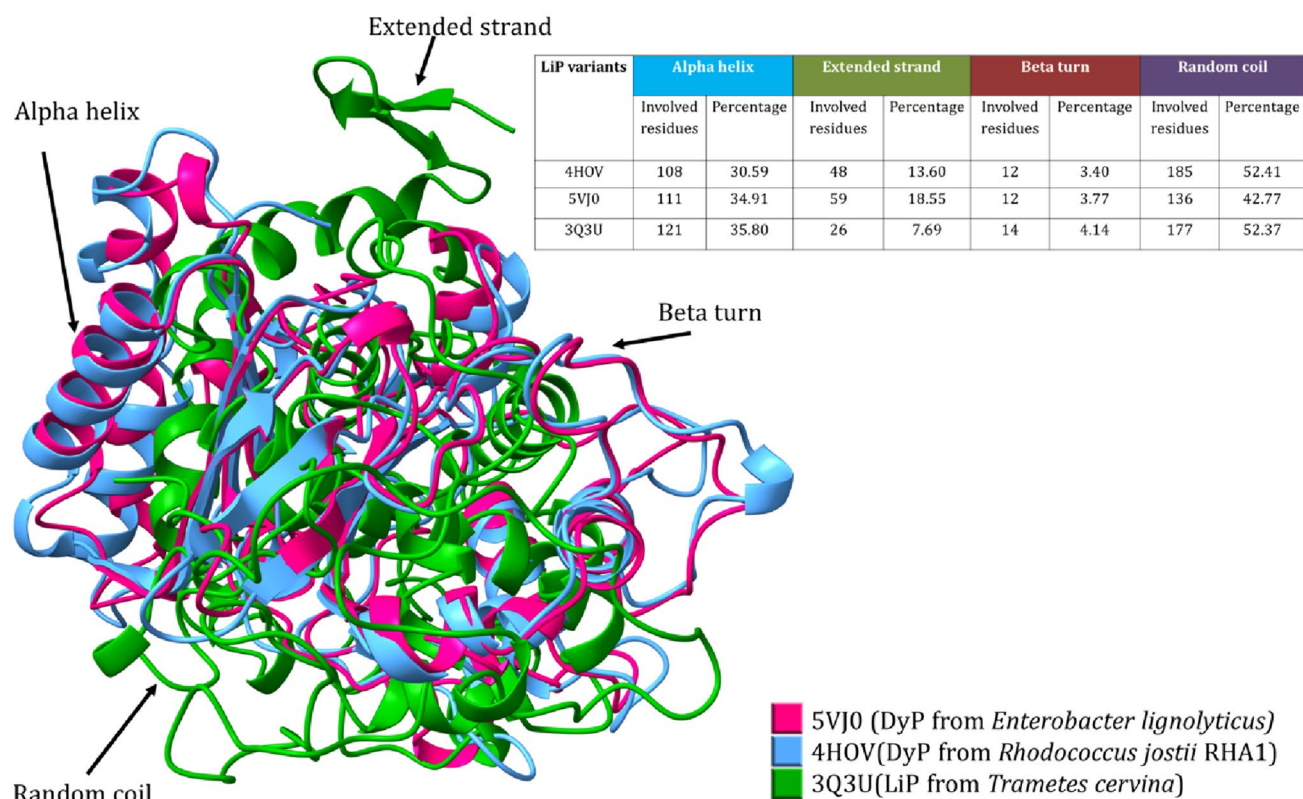 Extended strand
Alpha helix
LiP variants Alpha helix Extended strand Beta turn Random coil
Involved residues Percentage Involved residues Percentage Involved residues Percentage Involved residues Percentage
4HOV 108 30.59 48 13.60 12 3.40 185 52.41
5VJ0 111 34.91 59 18.55 12 3.77 136 42.77
3Q3U 121 35.80 26 7.69 14 4.14 177 52.37
Beta turn
Random coil
5VJ0 (DyP from Enterobacter lignolyticus)
4HOV(DyP from Rhodococcus jostii RHA1)
3Q3U(LiP from Trametes cervina)